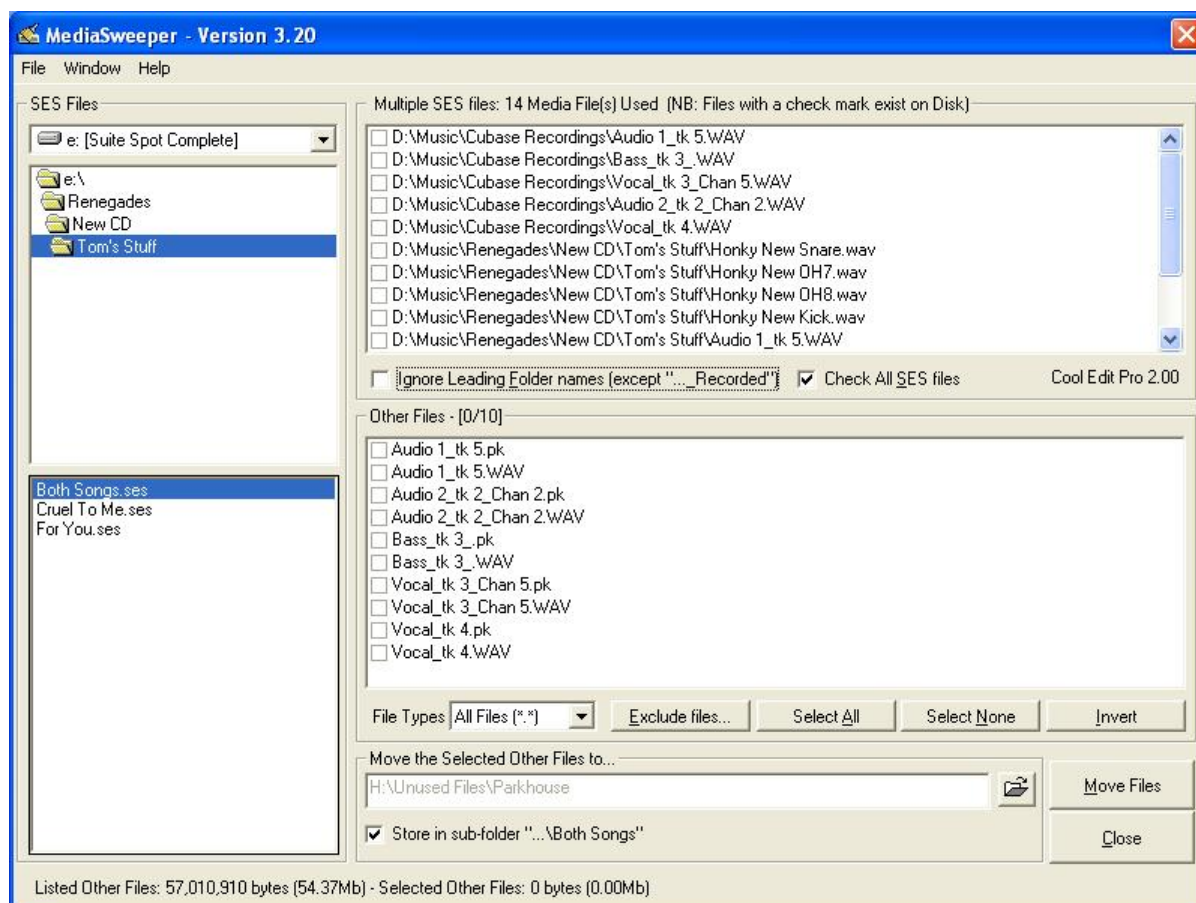 MediaSweeper - Version 3.20
File Window Help
SES Files
e: [Suite Spot Complete]
e:\
Renegades
New CD
Tom's Stuff
Both Songs.ses
Cruel To Me.ses
For You.ses
Multiple SES files: 14 Media File(s) Used (NB: Files with a check mark exist on Disk)
D:\Music\Cubase Recordings\Audio 1_tk 5.WAV
D:\Music\Cubase Recordings\Bass_tk 3_.WAV
D:\Music\Cubase Recordings\Vocal_tk 3_Chan 5.WAV
D:\Music\Cubase Recordings\Audio 2_tk 2_Chan 2.WAV
D:\Music\Cubase Recordings\Vocal_tk 4.WAV
D:\Music\Renegades\New CD\Tom's Stuff\Honky New Snare.wav
D:\Music\Renegades\New CD\Tom's Stuff\Honky New OH7.wav
D:\Music\Renegades\New CD\Tom's Stuff\Honky New OH8.wav
D:\Music\Renegades\New CD\Tom's Stuff\Honky New Kick.wav
D:\Music\Renegades\New CD\Tom's Stuff\Audio 1_tk 5.WAV
Ignore Leading Folder names (except "..._Recorded") Check All SES files Cool Edit Pro 2.00
Other Files - [0/10]
Audio 1_tk 5.pk
Audio 1_tk 5.WAV
Audio 2_tk 2_Chan 2.pk
Audio 2_tk 2_Chan 2.WAV
Bass_tk 3_.pk
Bass_tk 3_.WAV
Vocal_tk 3_Chan 5.pk
Vocal_tk 3_Chan 5.WAV
Vocal_tk 4.pk
Vocal_tk 4.WAV
File Types All Files (*.*) Exclude files... Select All Select None Invert
Move the Selected Other Files to...
H:\Unused Files\Parkhouse
Store in sub-folder "...\Both Songs"
Move Files
Close
Listed Other Files: 57,010,910 bytes (54.37Mb) - Selected Other Files: 0 bytes (0.00Mb)